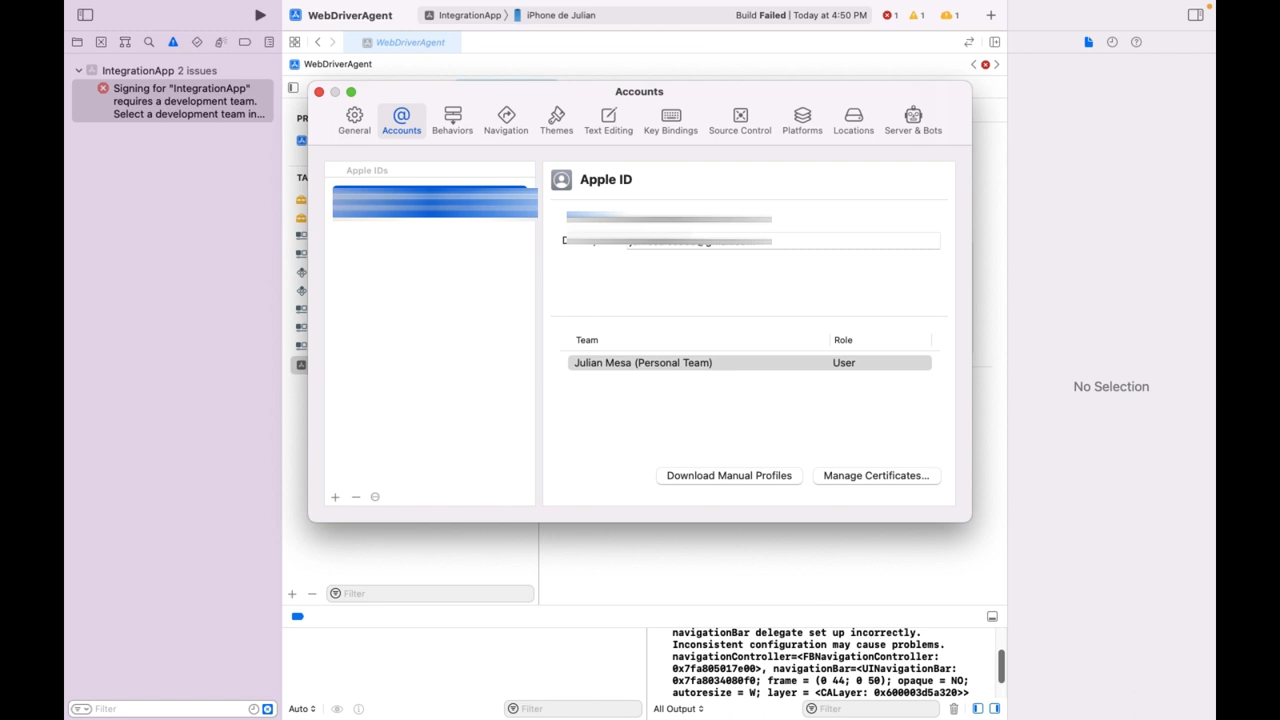 WebDriverAgent
IntegrationApp
iPhone de Julian
Build Failed | Today at 4:50 PM
1
1
1
WebDriverAgent
WebDriverAgent
IntegrationApp 2 issues
Signing for "IntegrationApp"
requires a development team.
Select a development team in...
Accounts
General
Accounts
Behaviors
Navigation
Themes
Text Editing
Key Bindings
Source Control
Platforms
Locations
Server & Bots
PR
TA
Apple IDs
Apple ID
Team
Role
Julian Mesa (Personal Team)
User
Download Manual Profiles
Manage Certificates...
No Selection
Filter
navigationBar delegate set up incorrectly.
Inconsistent configuration may cause problems.
navigationController=<FBNavigationController:
0x7fa805017e00>, navigationBar=<UINavigationBar:
0x7fa8034080f0; frame = (0 44; 0 50); opaque = NO;
autoresize = W; layer = <CALayer: 0x600003d5a320>>
Filter
Auto
Filter
All Output
Filter